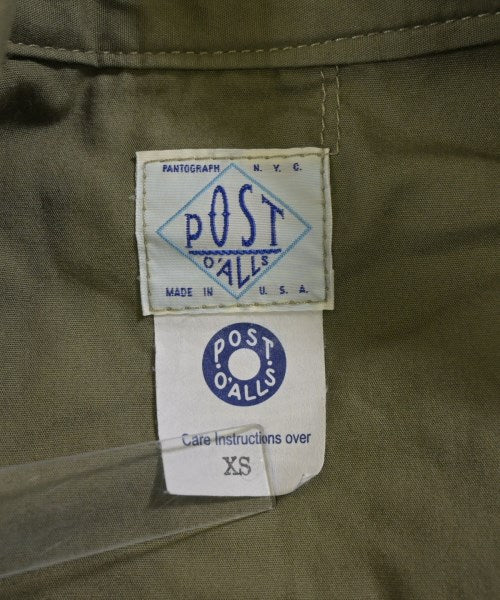 PANTOGRAPH N. Y. C.
POST
O'ALLS
MADE IN U. S. A.
POST
O'ALLS
Care Instructions over
XS